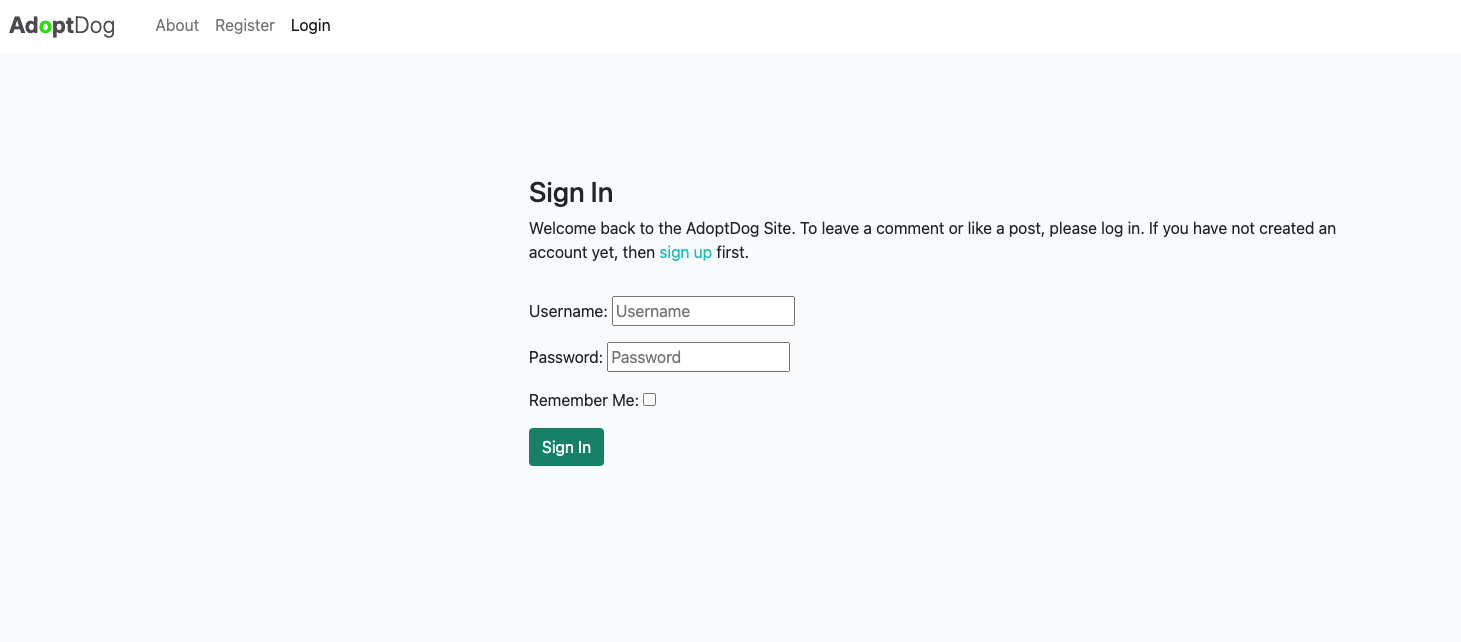 AdoptDog About Register Login
Sign In
Welcome back to the AdoptDog Site. To leave a comment or like a post, please log in. If you have not created an
account yet, then sign up first.
Username: Username
Password: Password
Remember Me:
Sign In